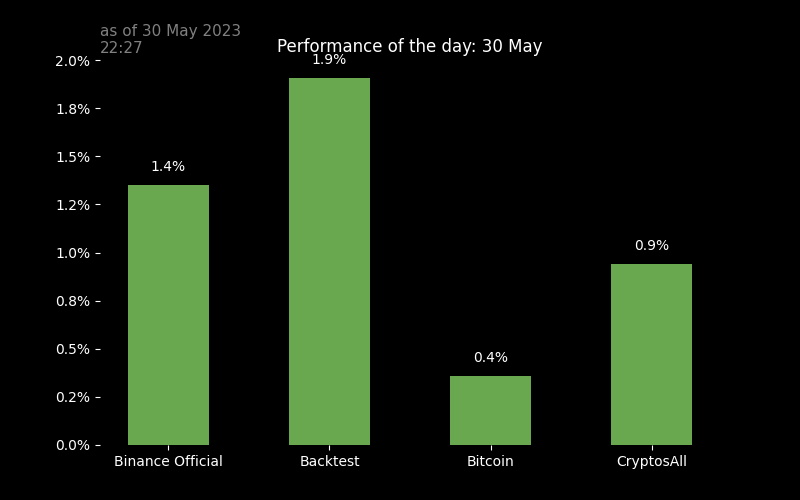 as of 30 May 2023
22:27
Performance of the day: 30 May
2.0%
1.8%
1.5%
1.2%
1.0%
0.8%
0.5%
0.2%
0.0%
1.4%
1.9%
0.4%
0.9%
Binance Official
Backtest
Bitcoin
CryptosAll